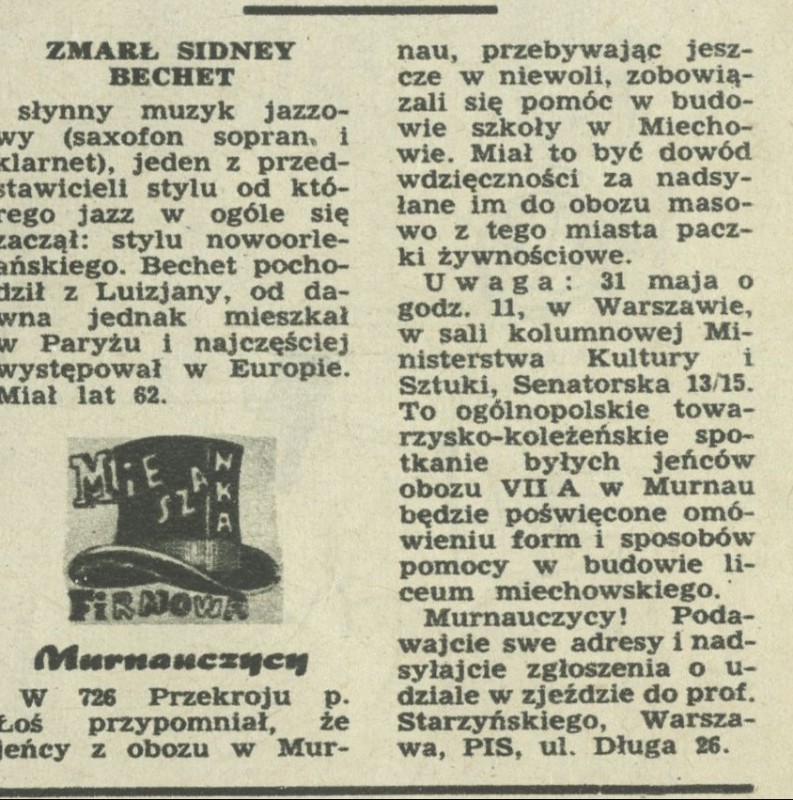 ZMARŁ SIDNEY
BECHET
słynny muzyk jazzo-
wy (saxofon sopran. i
klarnet), jeden z przed-
stawicieli stylu od któ-
rego jazz w ogóle się
zaczął: stylu nowoorle-
ańskiego. Bechet pocho-
dził z Luizjany, od da-
wna jednak mieszkał
w Paryżu i najczęściej
występował w Europie.
Miał lat 62.
MIESZANKA
FIRMOWA
Murnauczycy
W 726 Przekroju p.
Łoś przypomniał, że
jeńcy z obozu w Mur-
nau, przebywając jesz-
cze w niewoli, zobowią-
zali się pomóc w budo-
wie szkoły w Miecho-
wie. Miał to być dowód
wdzięczności za nadsy-
łane im do obozu maso-
wo z tego miasta pacz-
ki żywnościowe.
Uwaga: 31 maja o
godz. 11, w Warszawie,
w sali kolumnowej Mi-
nisterstwa Kultury i
Sztuki, Senatorska 13/15.
To ogólnopolskie towa-
rzysko-koleżeńskie spo-
tkanie byłych jeńców
obozu VII A w Murnau
będzie poświęcone omó-
wieniu form i sposobów
pomocy w budowie li-
ceum miechowskiego.
Murnauczycy! Poda-
wajcie swe adresy i nad-
syłajcie zgłoszenia o u-
dziale w zjeździe do prof.
Starzyńskiego, Warsza-
wa, PIS, ul. Długa 26.